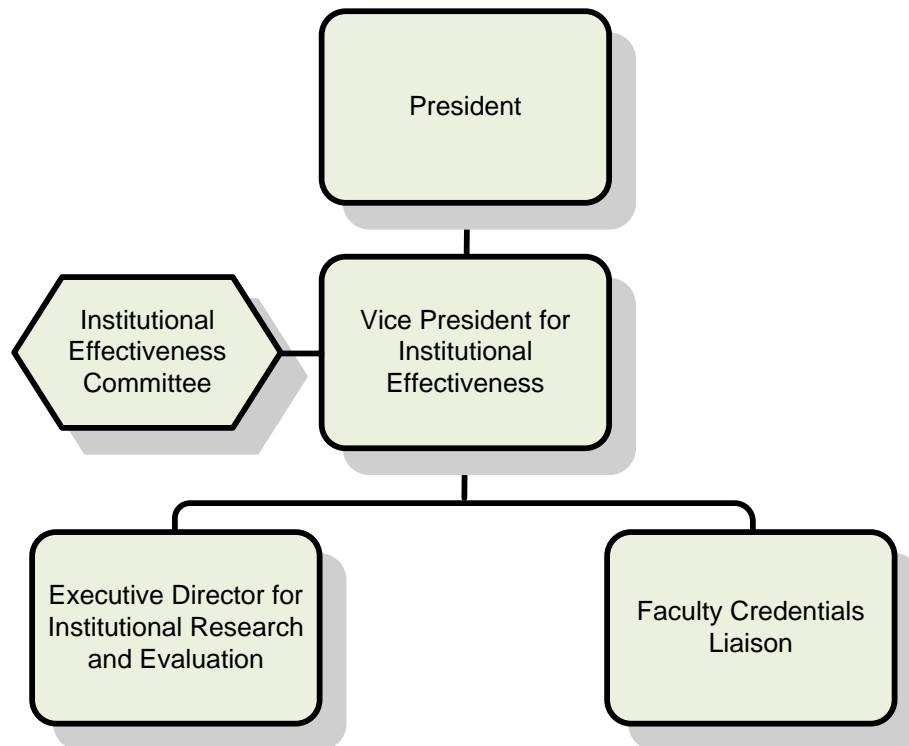 President
Institutional
Effectiveness
Committee
Vice President for
Institutional
Effectiveness
Executive Director for
Institutional Research
and Evaluation
Faculty Credentials
Liaison